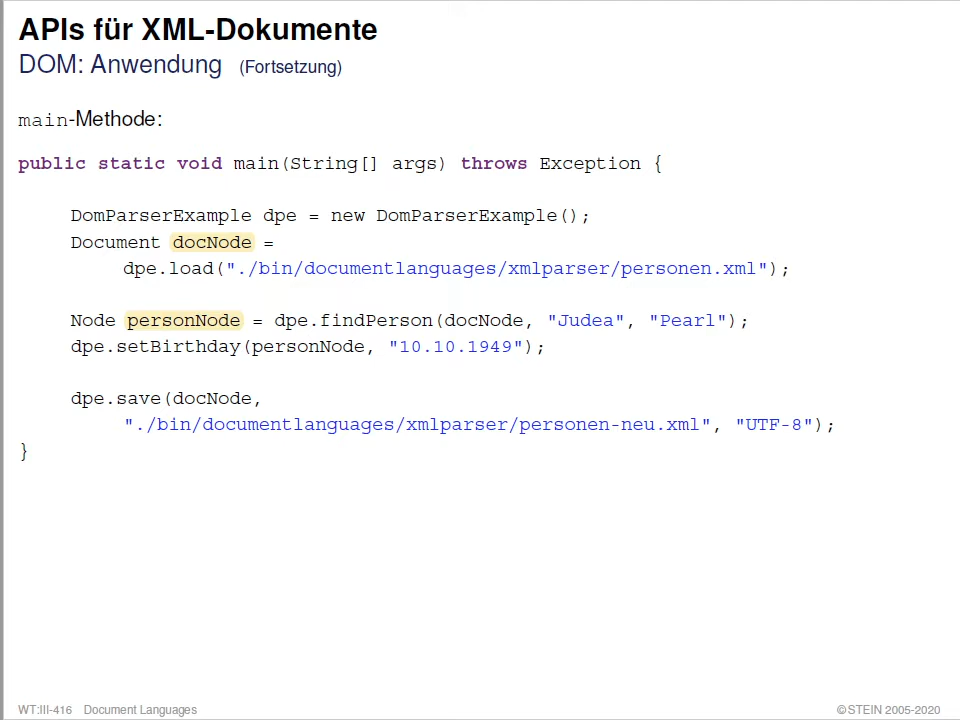 APIs für XML-Dokumente
DOM: Anwendung (Fortsetzung)
main-Methode:
public static void main(String[] args) throws Exception {
DomParserExample dpe = new DomParserExample();
Document docNode =
dpe.load("./bin/documentlanguages/xmlparser/personen.xml");
Node personNode = dpe.findPerson(docNode, "Judea", "Pearl");
dpe.setBirthday(personNode, "10.10.1949");
dpe.save(docNode,
"./bin/documentlanguages/xmlparser/personen-neu.xml", "UTF-8");
}
WT:III-416 Document Languages ©STEIN 2005-2020